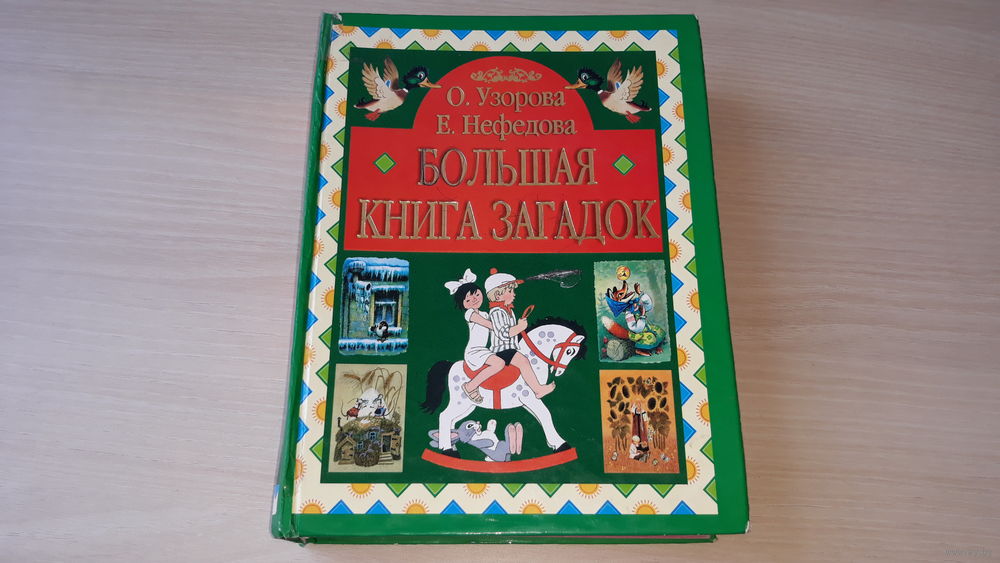 О. Узорова
Е. Нефедова
БОЛЬШАЯ
КНИГА ЗАГАДОК